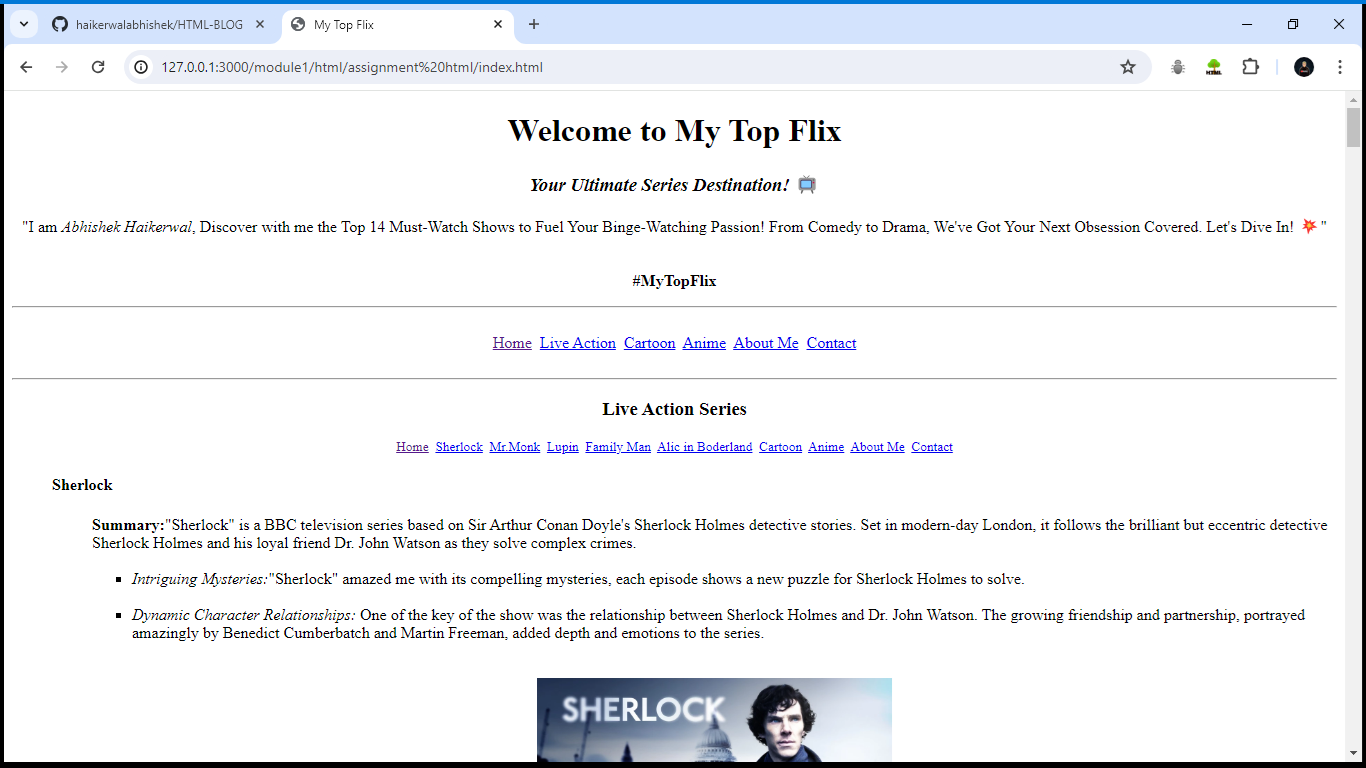 haikerwalabhishek/HTML-BLOG
My Top Flix
127.0.0.1:3000/module1/html/assignment%20html/index.html
HTML
Welcome to My Top Flix
Your Ultimate Series Destination! 📺
"I am Abhishek Haikerwal, Discover with me the Top 14 Must-Watch Shows to Fuel Your Binge-Watching Passion! From Comedy to Drama, We've Got Your Next Obsession Covered. Let's Dive In! 💥 "
#MyTopFlix
Home Live Action Cartoon Anime About Me Contact
Live Action Series
Home Sherlock Mr.Monk Lupin Family Man Alic in Boderland Cartoon Anime About Me Contact
Sherlock
Summary:"Sherlock" is a BBC television series based on Sir Arthur Conan Doyle's Sherlock Holmes detective stories. Set in modern-day London, it follows the brilliant but eccentric detective
Sherlock Holmes and his loyal friend Dr. John Watson as they solve complex crimes.
Intriguing Mysteries:"Sherlock" amazed me with its compelling mysteries, each episode shows a new puzzle for Sherlock Holmes to solve.
Dynamic Character Relationships: One of the key of the show was the relationship between Sherlock Holmes and Dr. John Watson. The growing friendship and partnership, portrayed
amazingly by Benedict Cumberbatch and Martin Freeman, added depth and emotions to the series.
SHERLOCK